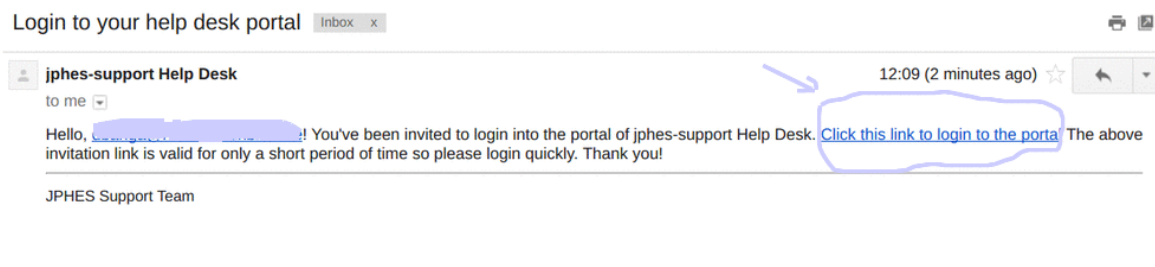 Login to your help desk portal Inbox x
jphes-support Help Desk 12:09 (2 minutes ago)
to me
Hello, ! You've been invited to login into the portal of jphes-support Help Desk. Click this link to login to the portal The above
invitation link is valid for only a short period of time so please login quickly. Thank you!
JPHES Support Team